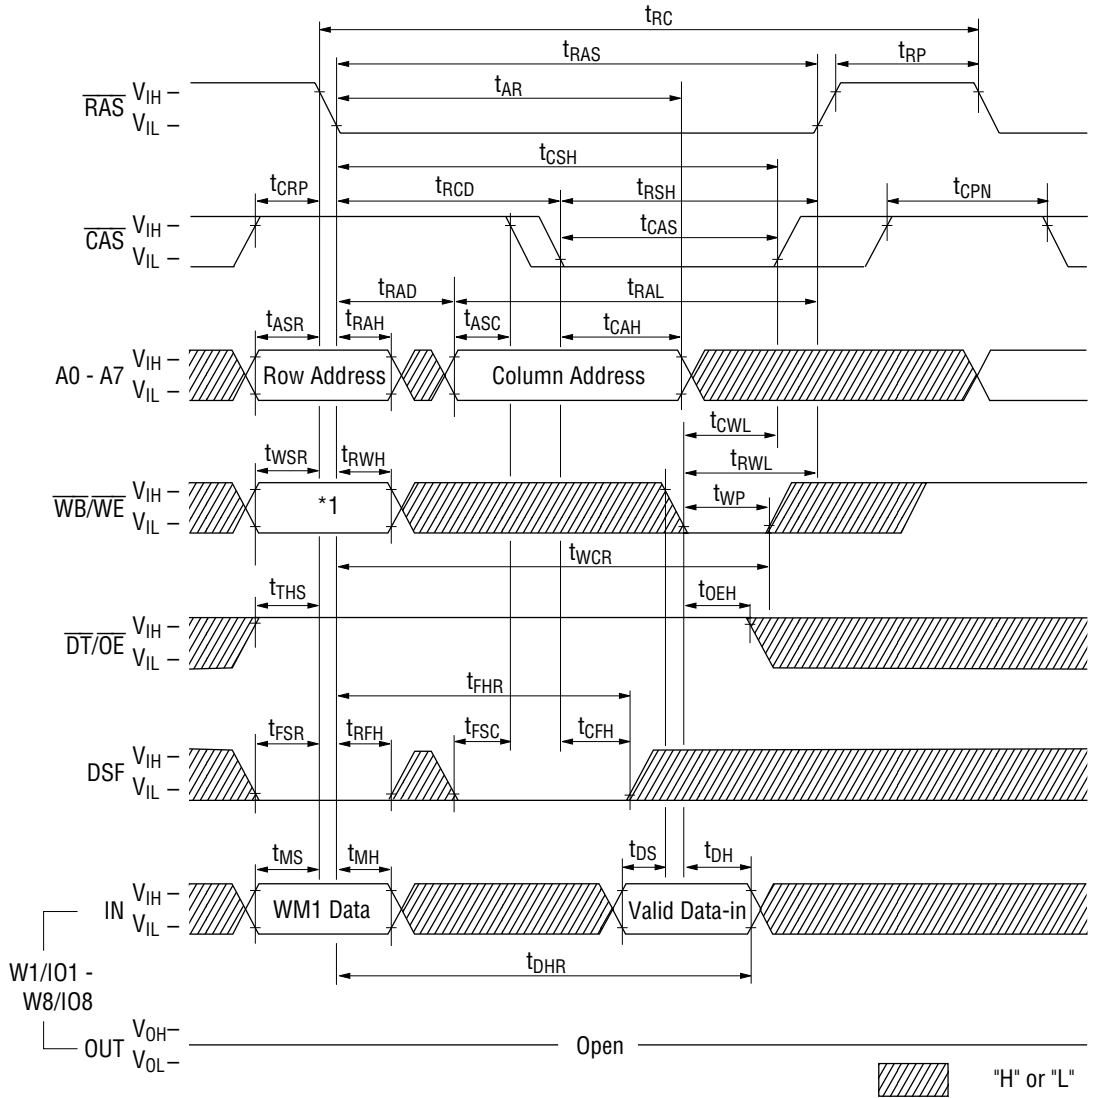 tRC
tRAS
tRP
tAR
RAS
VIH –
VIL –
tCSH
tCRP
tRCD
tRSH
tCPN
tCAS
CAS
VIH –
VIL –
tRAD
tRAL
tASR
tRAH
tASC
tCAH
A0 - A7
VIH –
VIL –
Row Address
Column Address
tCWL
tWSR
tRWH
tRWL
WB/WE
VIH –
VIL –
*1
tWP
tWCR
tTHS
tOEH
DT/OE
VIH –
VIL –
tFHR
tFSR
tRFH
tFSC
tCFH
DSF
VIH –
VIL –
tMS
tMH
tDS
tDH
IN
VIH –
VIL –
WM1 Data
Valid Data-in
tDHR
W1/IO1 -
W8/IO8
OUT
VOH–
VOL–
Open
"H" or "L"